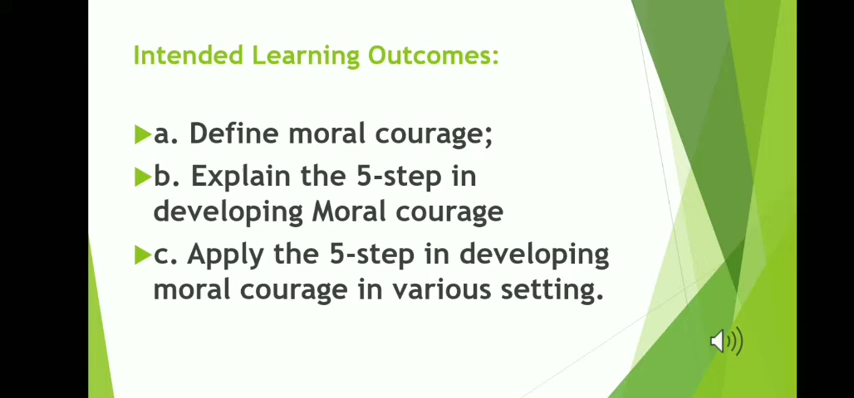 Intended Learning Outcomes:
a. Define moral courage;
b. Explain the 5-step in
developing Moral courage
c. Apply the 5-step in developing
moral courage in various setting.